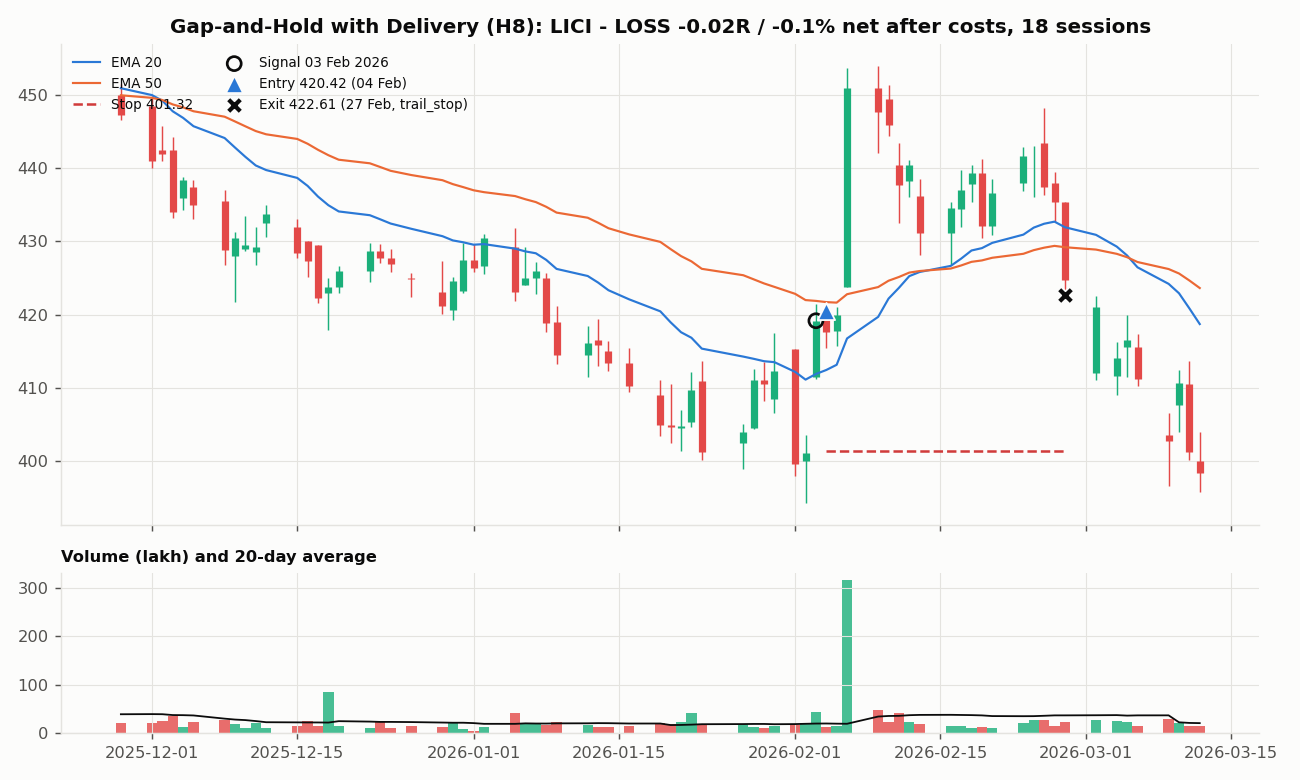 Gap-and-Hold with Delivery (H8): LICI - LOSS -0.02R / -0.1% net after costs, 18 sessions
EMA 20
EMA 50
Stop 401.32
Signal 03 Feb 2026
Entry 420.42 (04 Feb)
Exit 422.61 (27 Feb, trail_stop)
450
440
430
420
410
400
Volume (lakh) and 20-day average
300
200
100
0
2025-12-01 2025-12-15 2026-01-01 2026-01-15 2026-02-01 2026-02-15 2026-03-01 2026-03-15